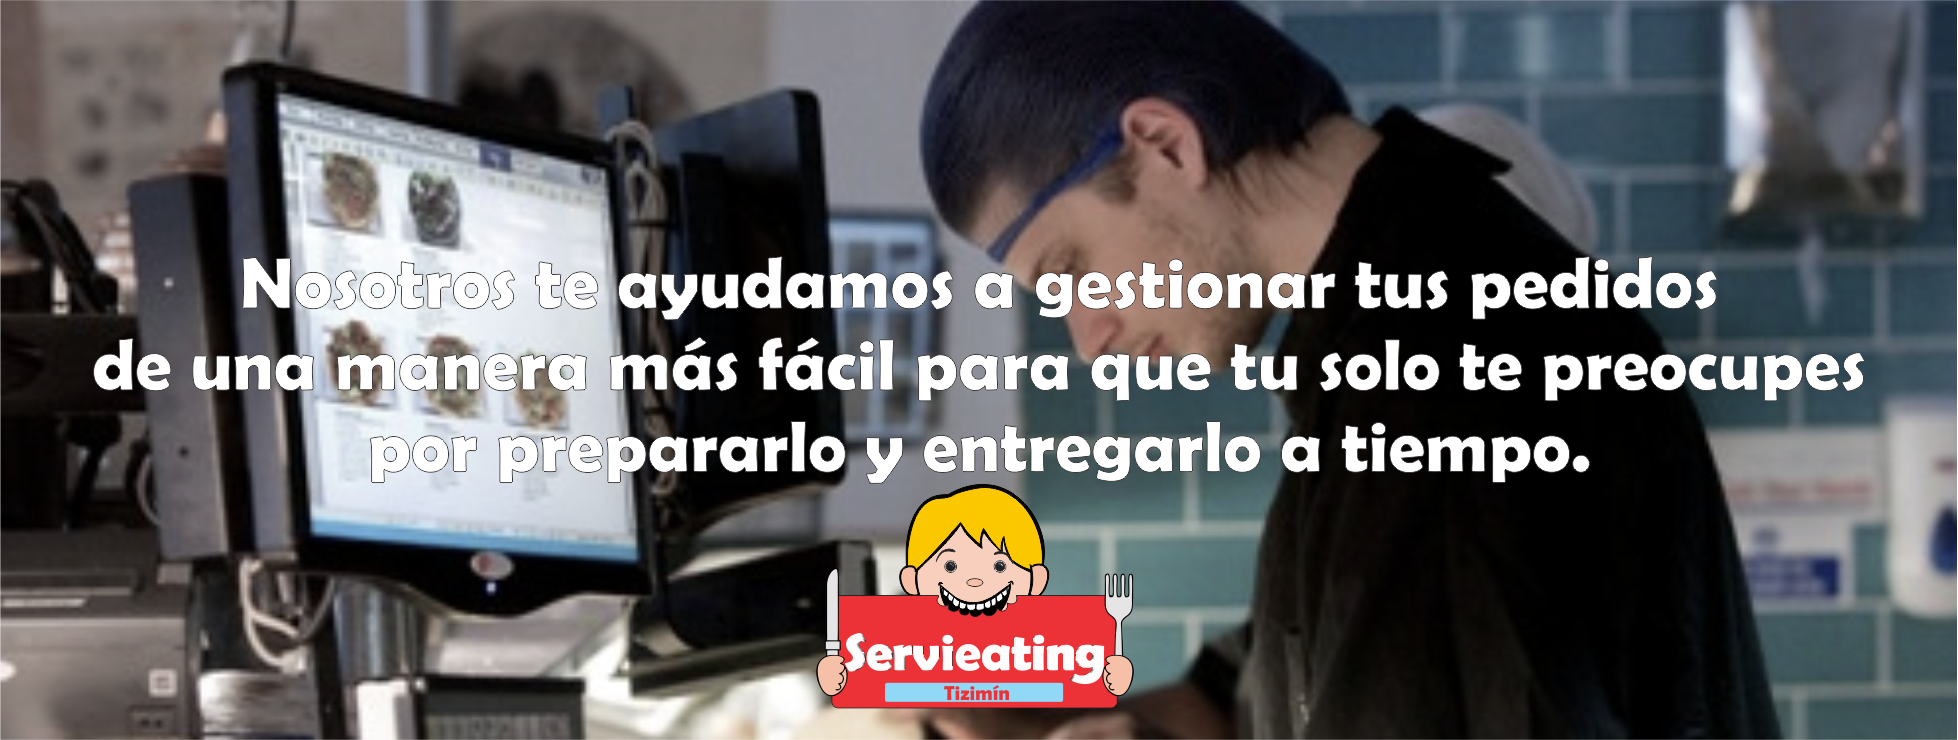 Nosotros te ayudamos a gestionar tus pedidos
de una manera más fácil para que tu solo te preocupes
por prepararlo y entregarlo a tiempo.
Servieating
Tizimín